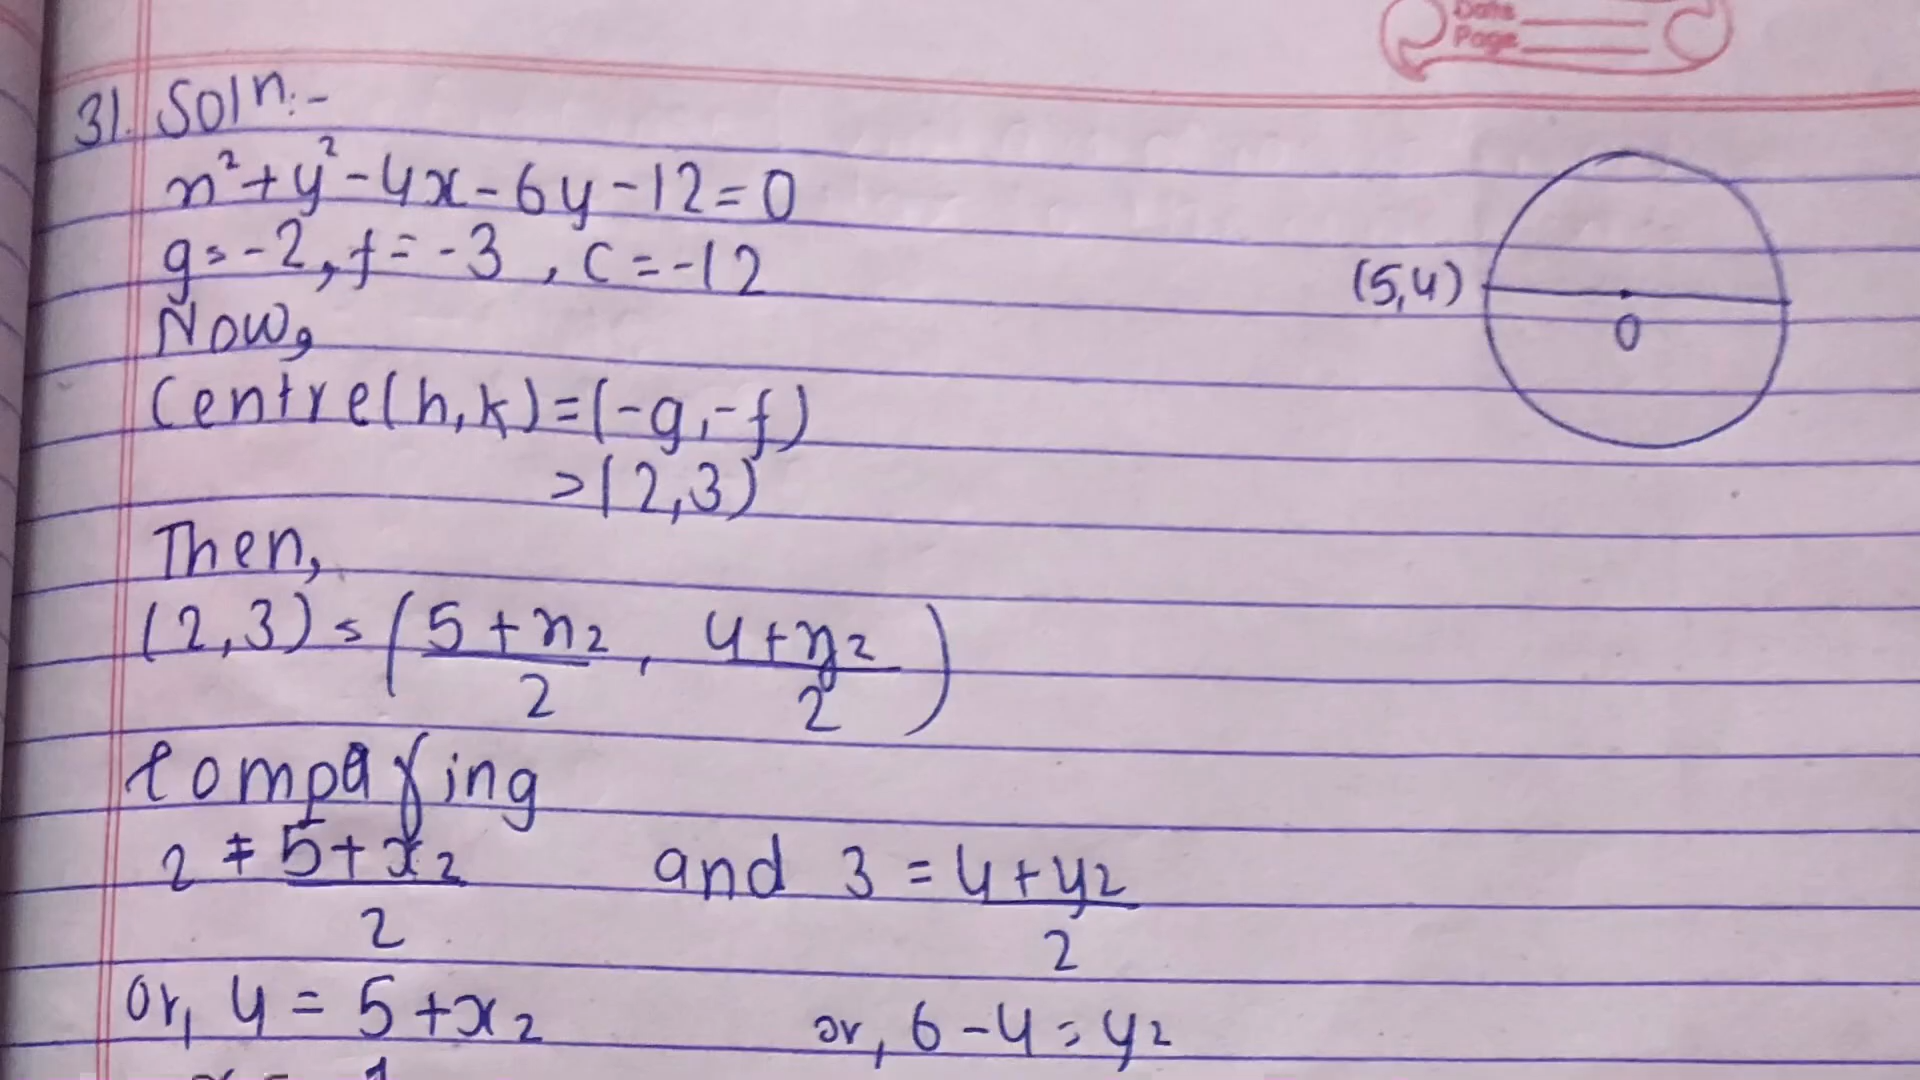 Date
Page
31. Soln:-
x²+y²-4x-6y-12=0
g=-2, f=-3, c=-12
Now,
Centre(h,k)=(-g,-f)
=(2,3)
(5,4)
O
Then,
(2,3)=(5+x2/2, 4+y2/2)
Comparing
2=5+x2/2 and 3=4+y2/2
or, 4=5+x2 or, 6-4=y2